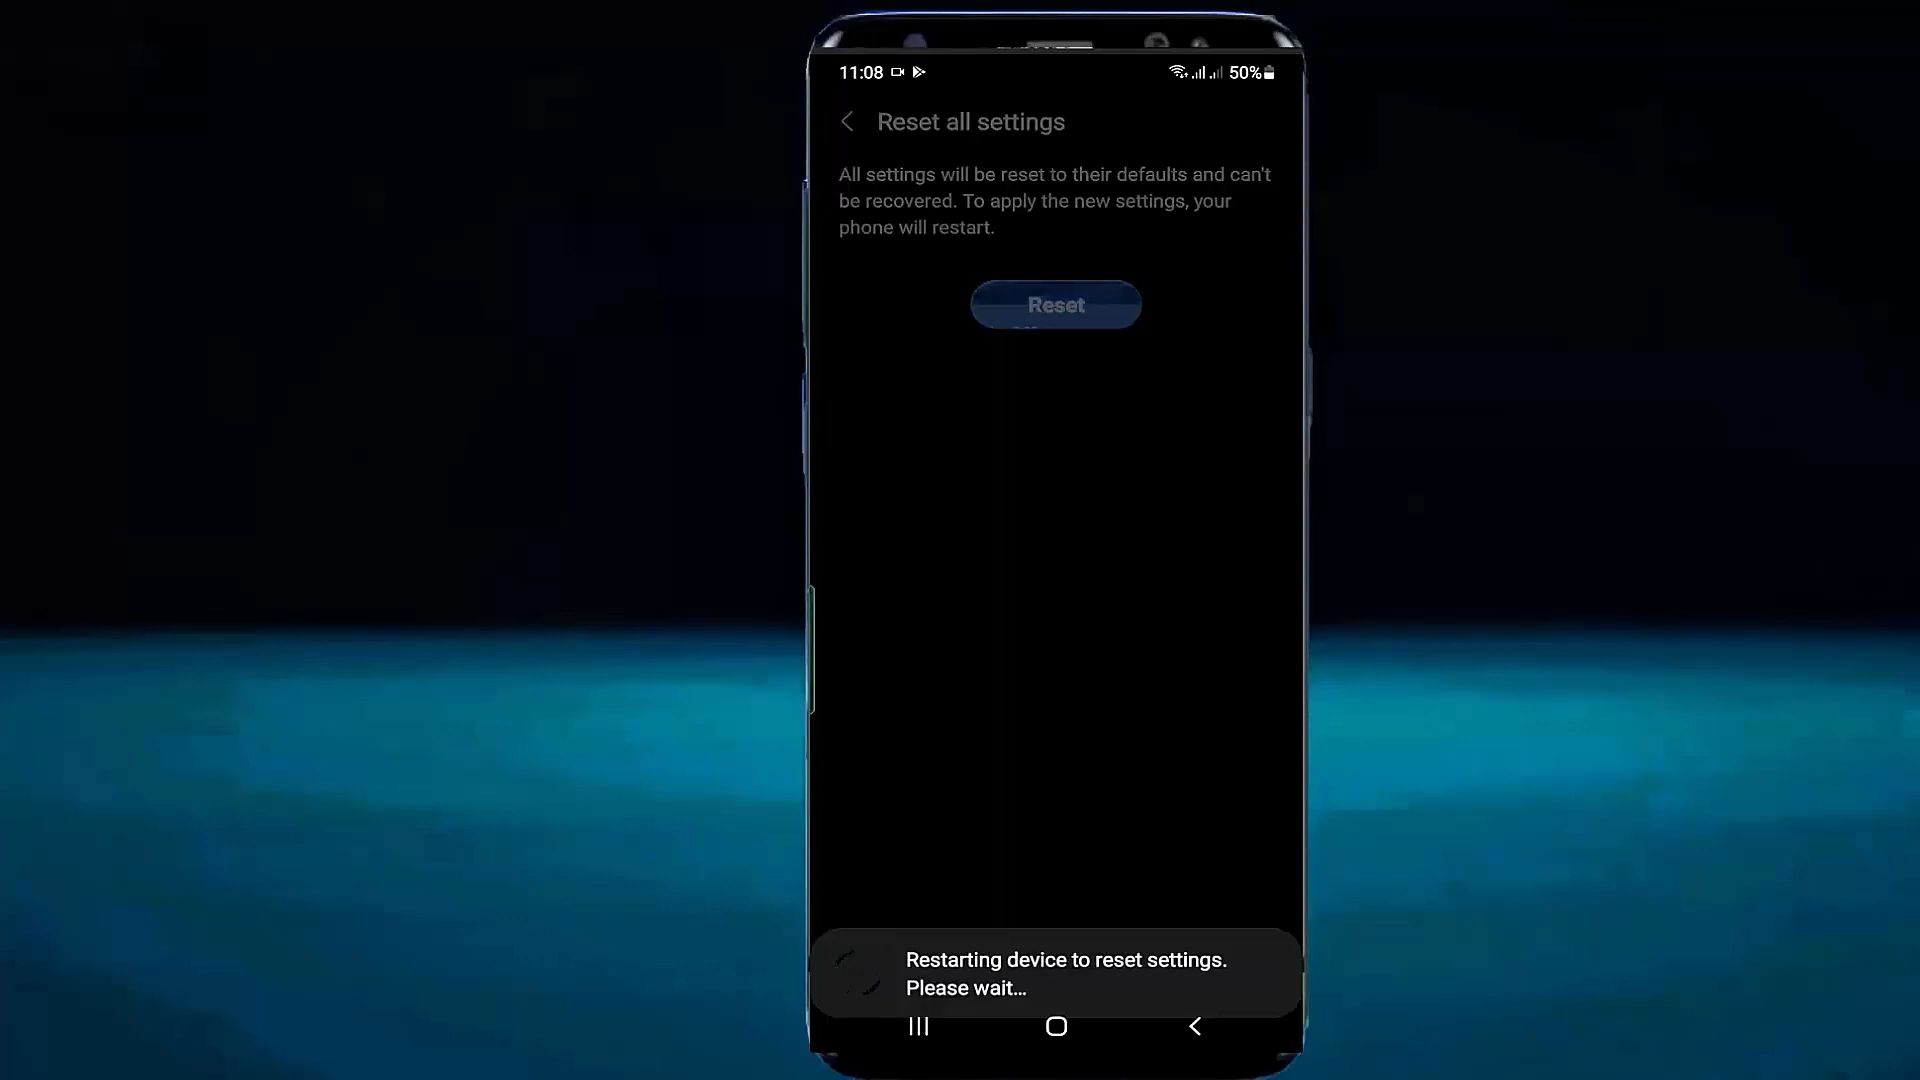 11:08
50%
Reset all settings
All settings will be reset to their defaults and can't
be recovered. To apply the new settings, your
phone will restart.
Reset
Restarting device to reset settings.
Please wait...